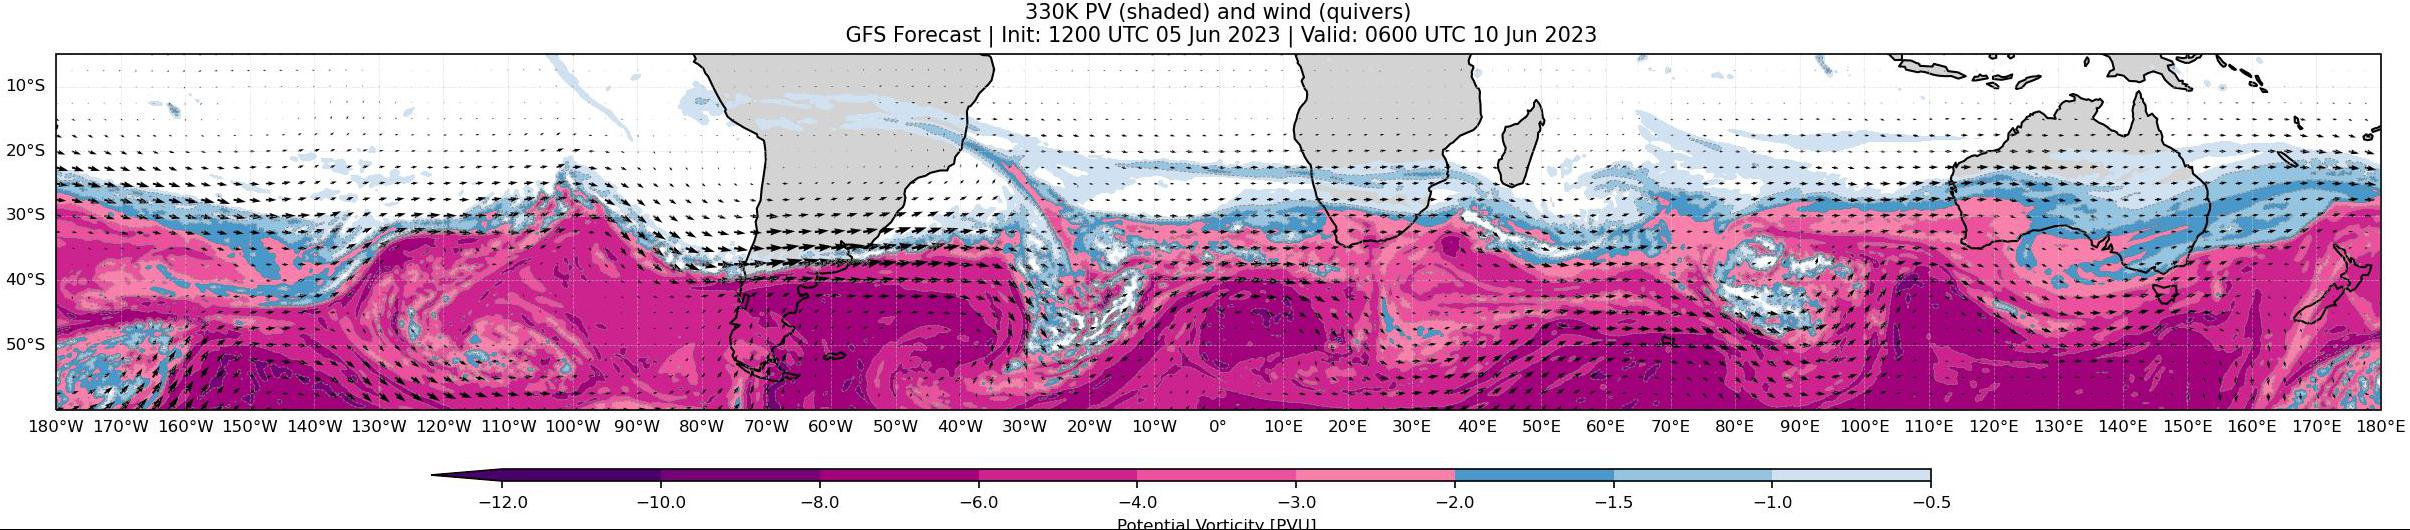 330K PV (shaded) and wind (quivers)
GFS Forecast | Init: 1200 UTC 05 Jun 2023 | Valid: 0600 UTC 10 Jun 2023
10°S
20°S
30°S
40°S
50°S
180°W 170°W 160°W 150°W 140°W 130°W 120°W 110°W 100°W 90°W 80°W 70°W 60°W 50°W 40°W 30°W 20°W 10°W 0° 10°E 20°E 30°E 40°E 50°E 60°E 70°E 80°E 90°E 100°E 110°E 120°E 130°E 140°E 150°E 160°E 170°E 180°E
−12.0 −10.0 −8.0 −6.0 −4.0 −3.0 −2.0 −1.5 −1.0 −0.5
Potential Vorticity [PVU]